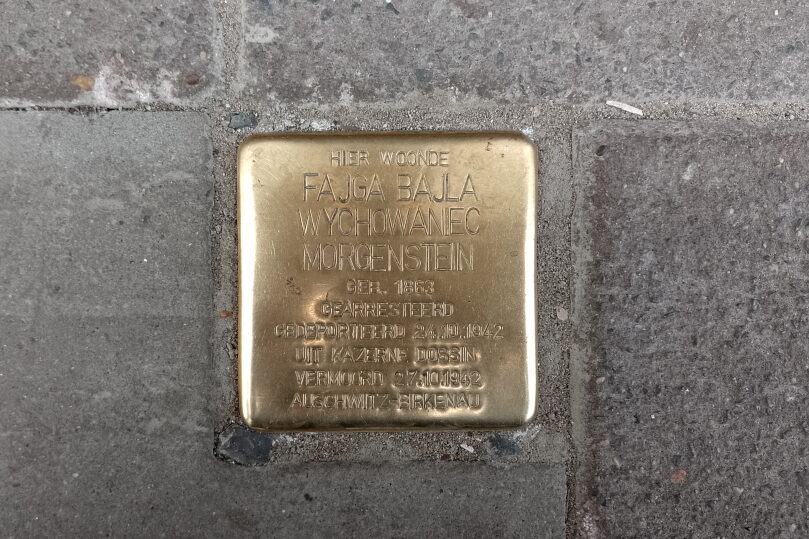 HIER WOONDE
FAJGA BAJLA
WYCHOWANIEC
MORGENSTEIN
GEB. 1863
GEARRESTEERD
GEDEPORTEERD 24.10.1942
UIT KAZERNE DOSSIN
VERMOORD 27.10.1942
AUSCHWITZ-BIRKENAU